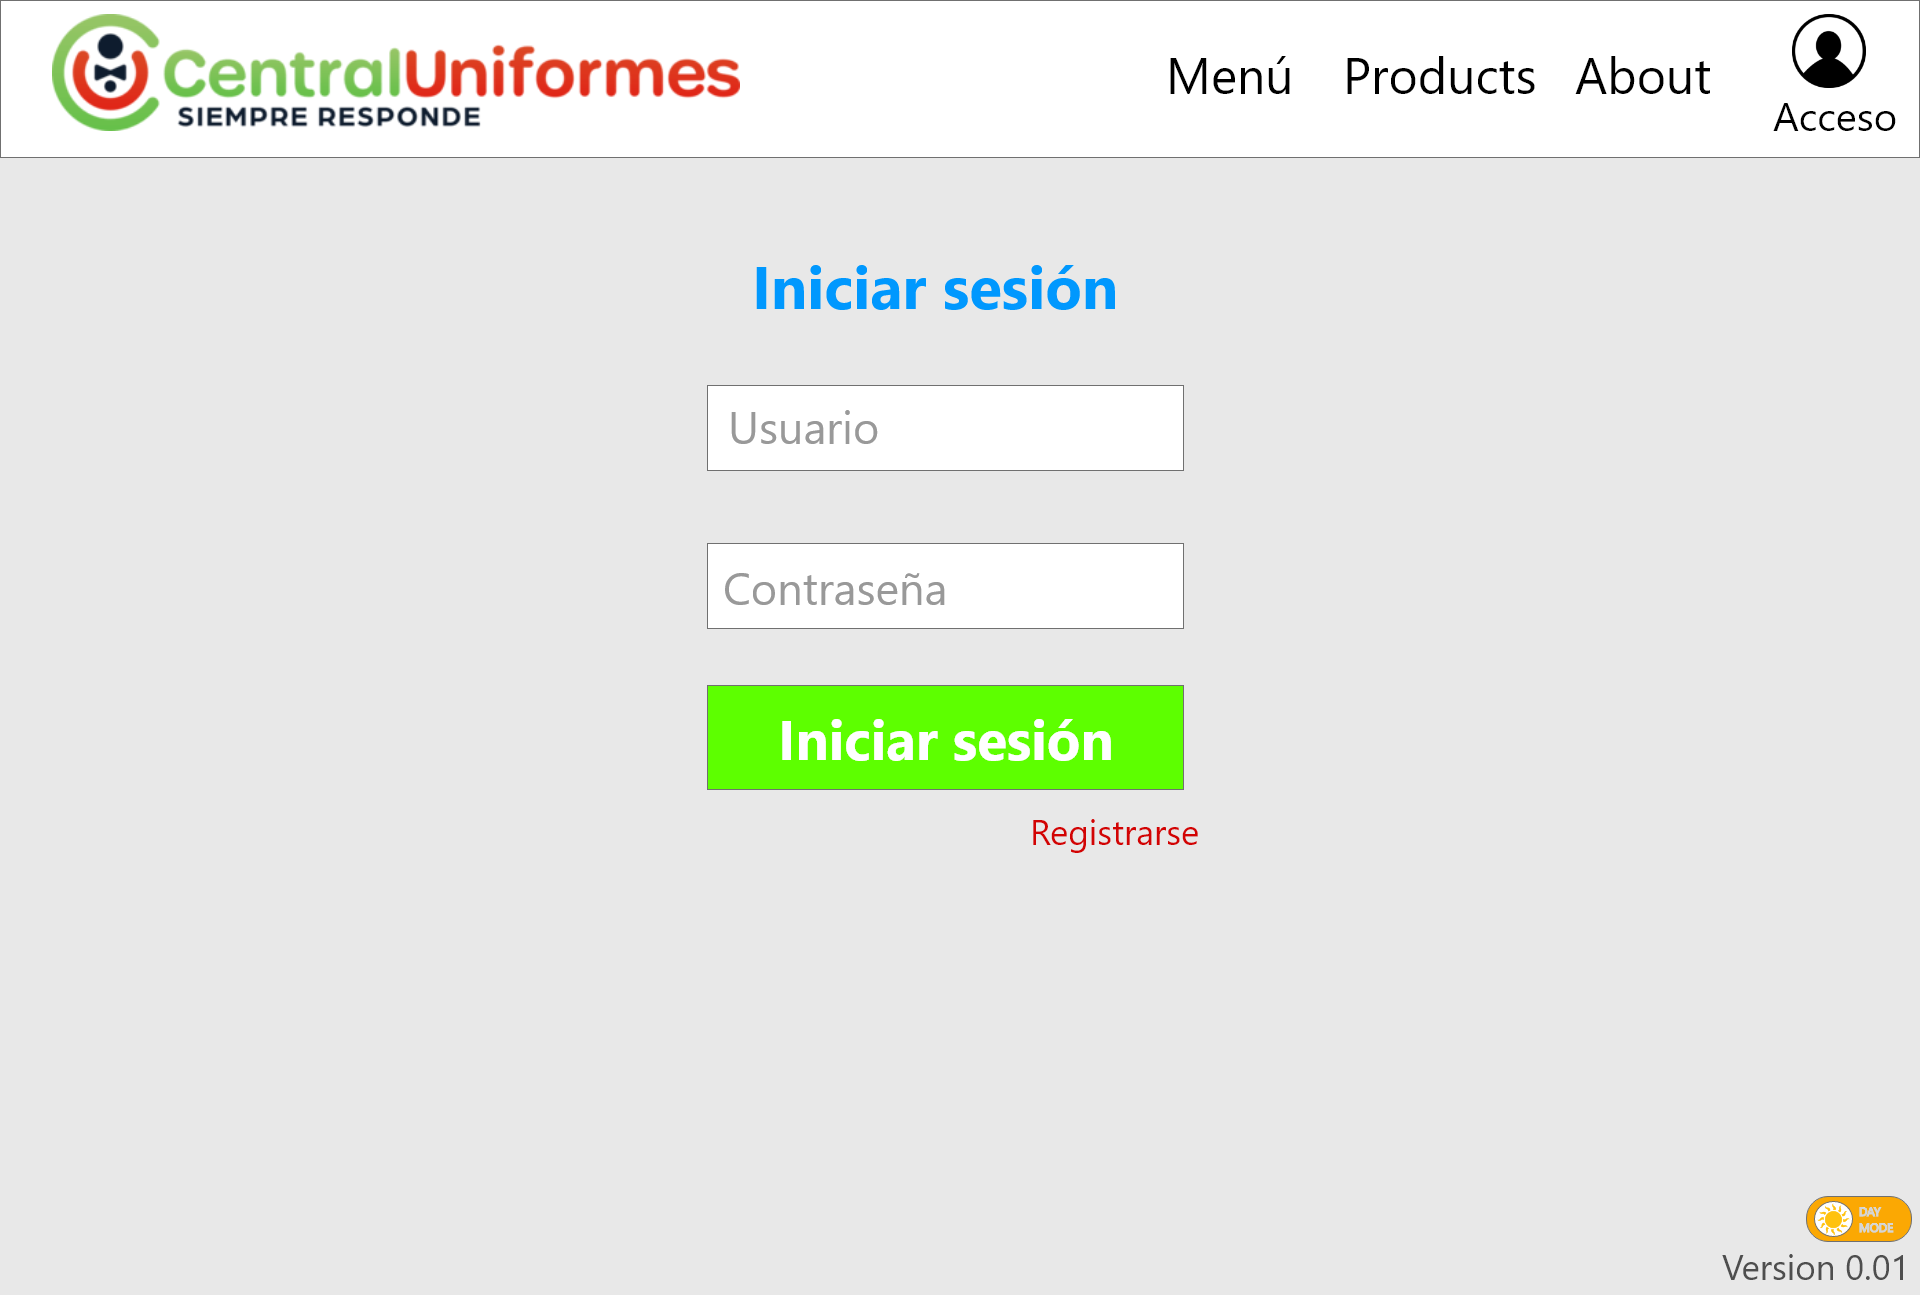 CentralUniformes
SIEMPRE RESPONDE
Menú Products About
Acceso
Iniciar sesión
Usuario
Contraseña
Iniciar sesión
Registrarse
DAY
MODE
Version 0.01